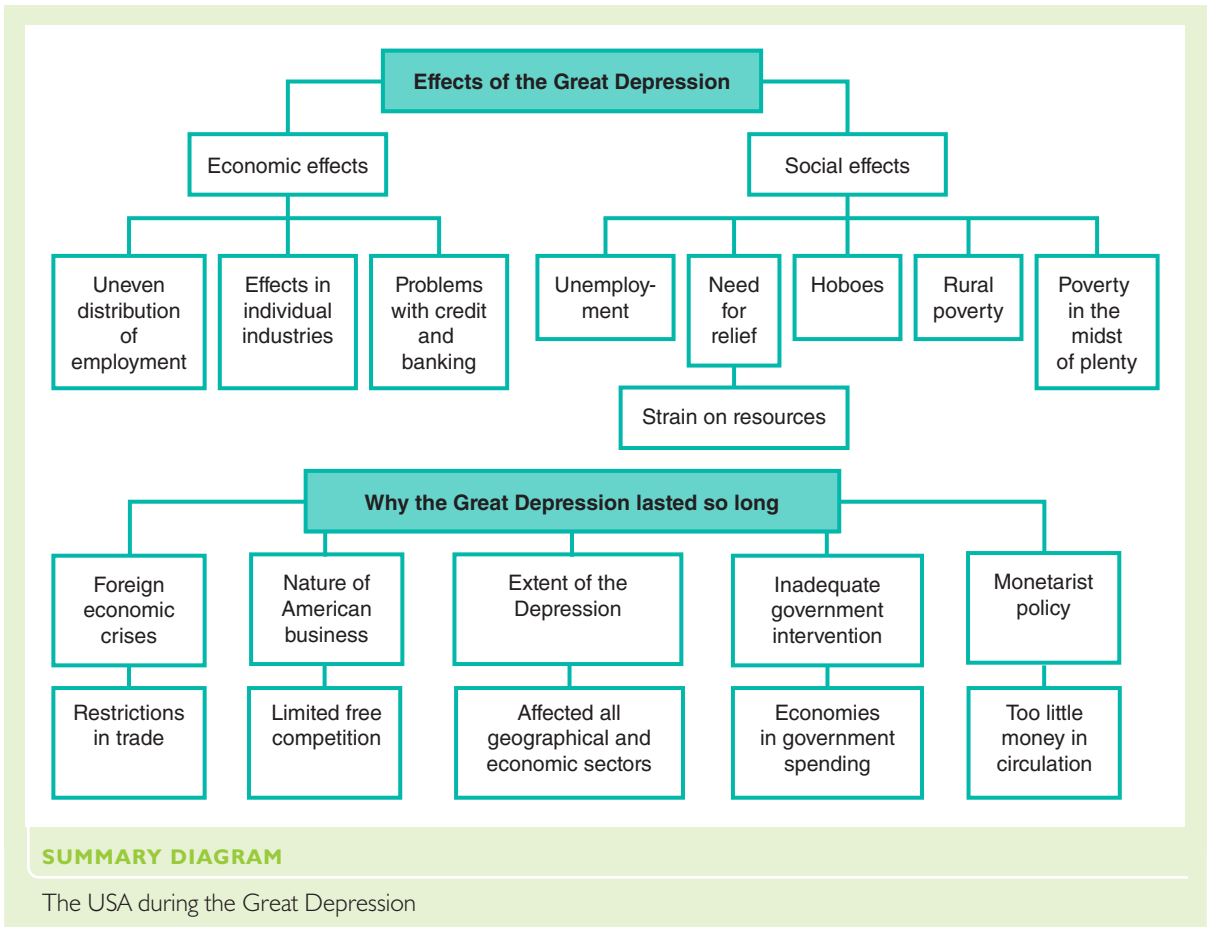 Effects of the Great Depression
Economic effects
Social effects
Uneven
distribution
of
employment
Effects in
individual
industries
Problems
with credit
and
banking
Unemploy-
ment
Need
for
relief
Hoboes
Rural
poverty
Poverty
in the
midst
of plenty
Strain on resources
Why the Great Depression lasted so long
Foreign
economic
crises
Nature of
American
business
Extent of the
Depression
Inadequate
government
intervention
Monetarist
policy
Restrictions
in trade
Limited free
competition
Affected all
geographical and
economic sectors
Economies
in government
spending
Too little
money in
circulation
SUMMARY DIAGRAM
The USA during the Great Depression